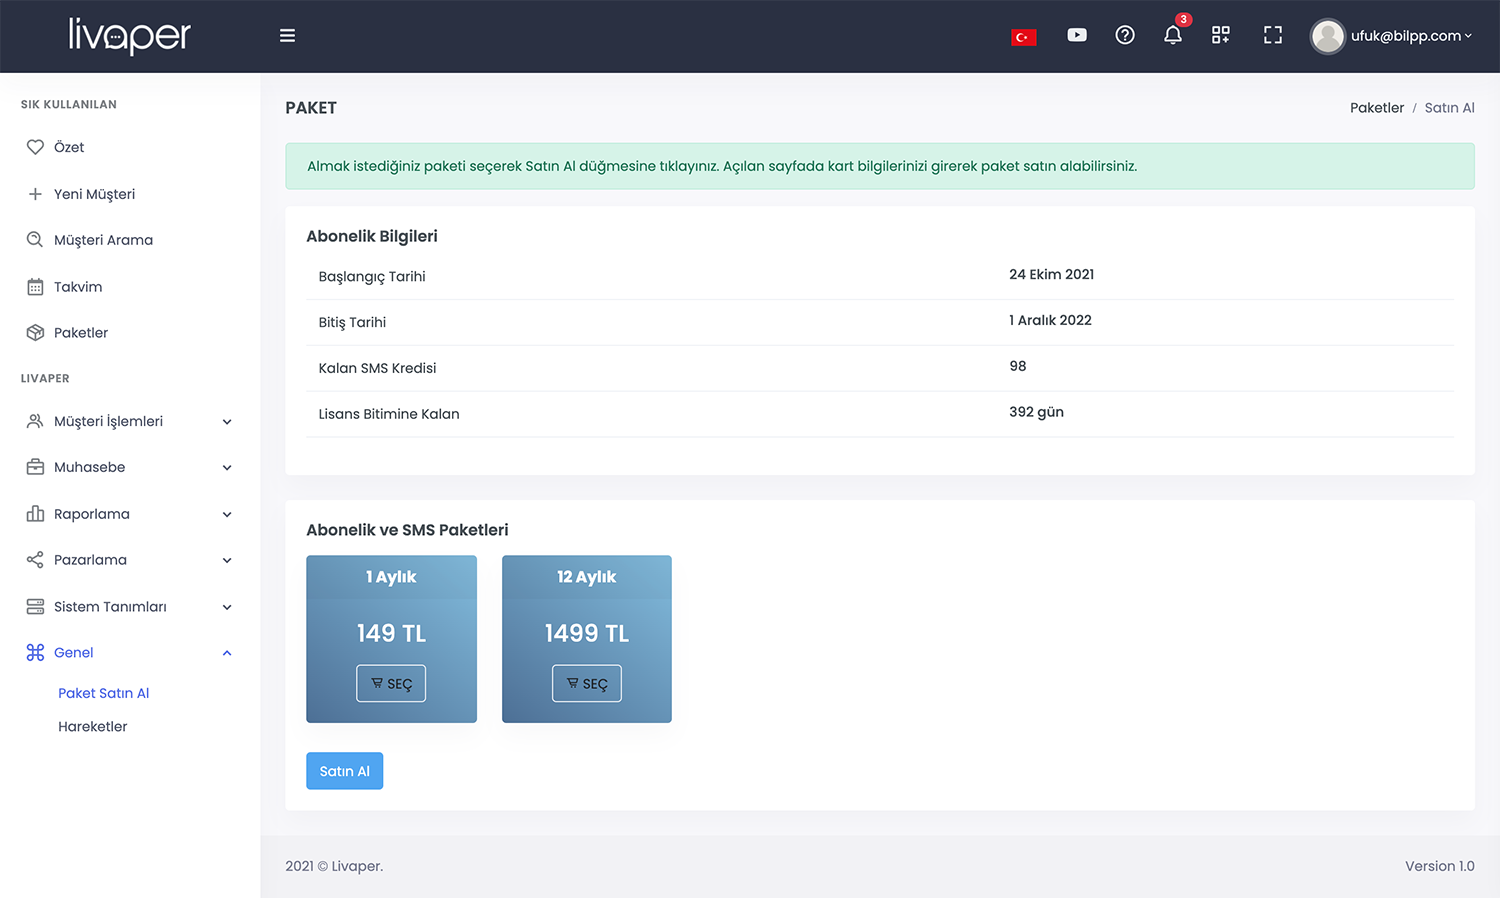 livaper
3
ufuk@bilpp.com
SIK KULLANILAN
Özet
Yeni Müşteri
Müşteri Arama
Takvim
Paketler
LIVAPER
Müşteri İşlemleri
Muhasebe
Raporlama
Pazarlama
Sistem Tanımları
Genel
Paket Satın Al
Hareketler
PAKET
Paketler / Satın Al
Almak istediğiniz paketi seçerek Satın Al düğmesine tıklayınız. Açılan sayfada kart bilgilerinizi girerek paket satın alabilirsiniz.
Abonelik Bilgileri
Başlangıç Tarihi 24 Ekim 2021
Bitiş Tarihi 1 Aralık 2022
Kalan SMS Kredisi 98
Lisans Bitimine Kalan 392 gün
Abonelik ve SMS Paketleri
1 Aylık
149 TL
SEÇ
12 Aylık
1499 TL
SEÇ
Satın Al
2021 © Livaper.
Version 1.0